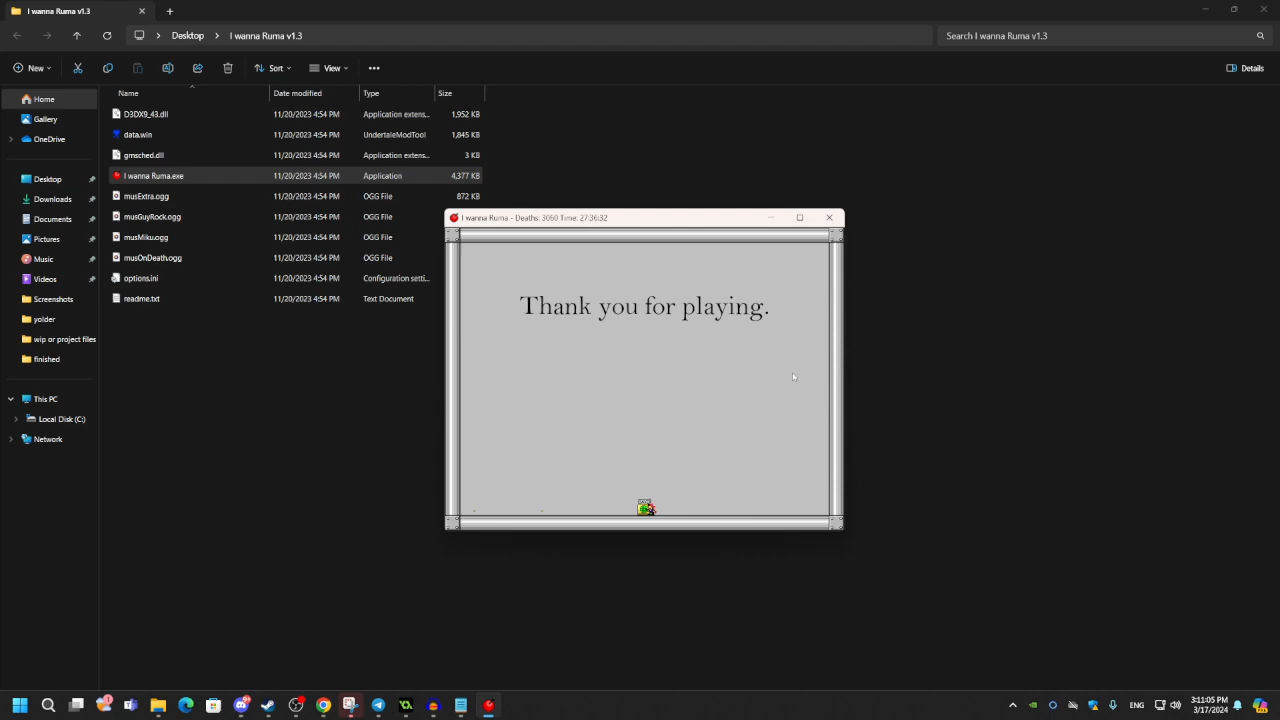 I wanna Ruma v1.3
Desktop
I wanna Ruma v1.3
Search I wanna Ruma v1.3
New
Sort
View
Details
Name
Date modified
Type
Size
D3DX9_43.dll
11/20/2023 4:54 PM
Application extens...
1,952 KB
data.win
11/20/2023 4:54 PM
UndertaleModTool
1,845 KB
gmsched.dll
11/20/2023 4:54 PM
Application extens...
3 KB
I wanna Ruma.exe
11/20/2023 4:54 PM
Application
4,377 KB
musExtra.ogg
11/20/2023 4:54 PM
OGG File
872 KB
musGuyRock.ogg
11/20/2023 4:54 PM
OGG File
musMiku.ogg
11/20/2023 4:54 PM
OGG File
musOnDeath.ogg
11/20/2023 4:54 PM
OGG File
options.ini
11/20/2023 4:54 PM
Configuration setti...
readme.txt
11/20/2023 4:54 PM
Text Document
Home
Gallery
OneDrive
Desktop
Downloads
Documents
Pictures
Music
Videos
Screenshots
yolder
wip or project files
finished
This PC
Local Disk (C:)
Network
I wanna Ruma - Deaths: 3060 Time: 27:36:32
Thank you for playing.
ENG
3:11:05 PM
3/17/2024